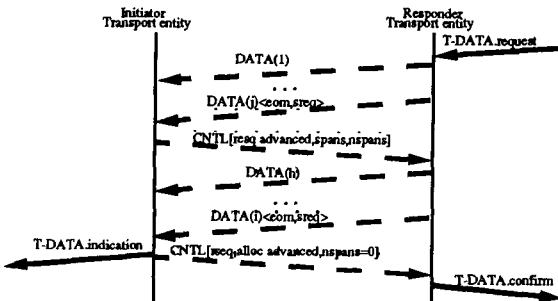 Initiator
Transport entity
Responder
Transport entity
T-DATA.request
DATA(1)
. . .
DATA(j)<eom,sreq>
CNTL[rseq advanced,spans,nspans]
DATA(h)
. . .
DATA(i)<eom,sreq>
T-DATA.indication
CNTL[rseq,alloc advanced,nspans=0]
T-DATA.confirm